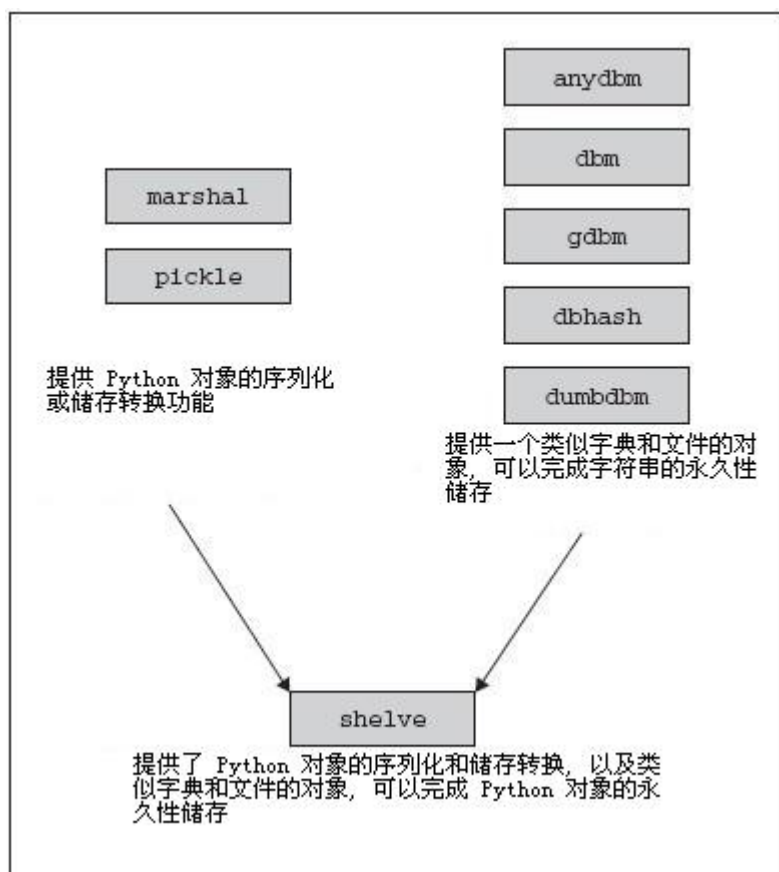 marshal
pickle
提供 Python 对象的序列化
或储存转换功能
anydbm
dbm
gdbm
dbhash
dumbdbm
提供一个类似字典和文件的对
象, 可以完成字符串的永久性
储存
shelve
提供了 Python 对象的序列化和储存转换, 以及类
似字典和文件的对象, 可以完成 Python 对象的永
久性储存